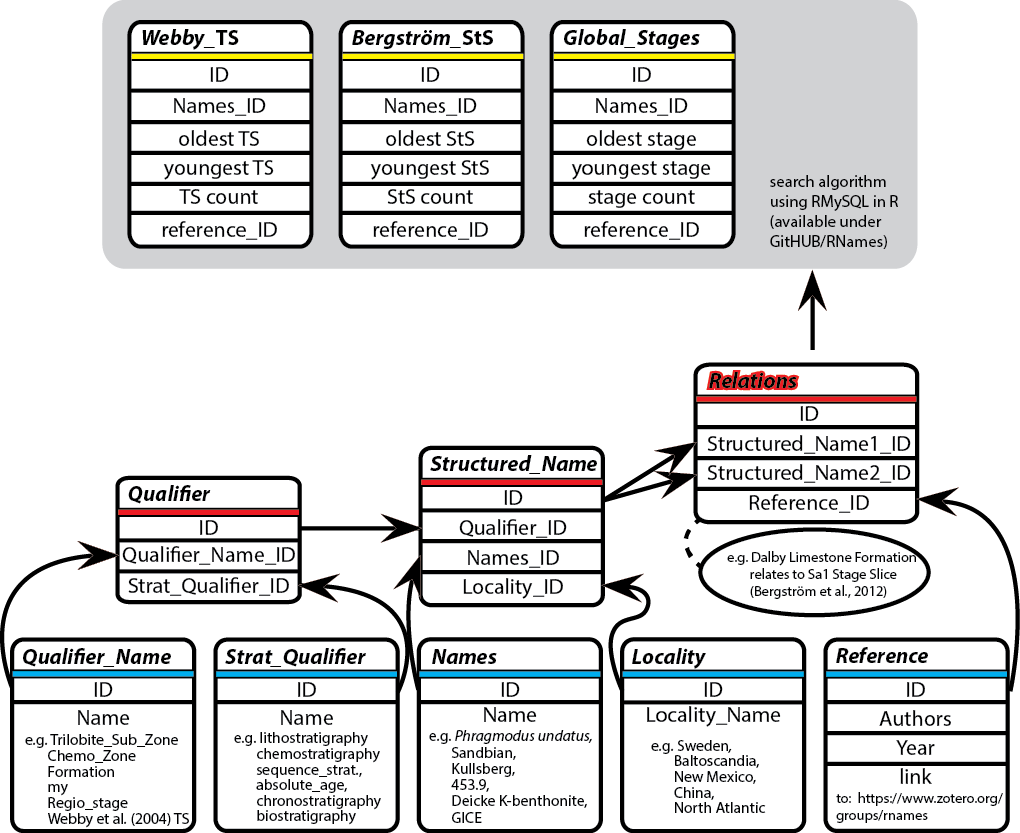 Webby_TS
ID
Names_ID
oldest TS
youngest TS
TS count
reference_ID
Bergström_StS
ID
Names_ID
oldest StS
youngest StS
StS count
reference_ID
Global_Stages
ID
Names_ID
oldest stage
youngest stage
stage count
reference_ID
search algorithm
using RMySQL in R
(available under
GitHUB/RNames)
Relations
ID
Structured_Name1_ID
Structured_Name2_ID
Reference_ID
Structured_Name
ID
Qualifier_ID
Names_ID
Locality_ID
Qualifier
ID
Qualifier_Name_ID
Strat_Qualifier_ID
e.g. Dalby Limestone Formation
relates to Sa1 Stage Slice
(Bergström et al., 2012)
Qualifier_Name
ID
Name
e.g. Trilobite_Sub_Zone
Chemo_Zone
Formation
my
Regio_stage
Webby et al. (2004) TS
Strat_Qualifier
ID
Name
e.g. lithostratigraphy
chemostratigraphy
sequence_strat.,
absolute_age,
chronostratigraphy
biostratigraphy
Names
ID
Name
e.g. Phragmodus undatus,
Sandbian,
Kullsberg,
453.9,
Deicke K-benthonite,
GICE
Locality
ID
Locality_Name
e.g. Sweden,
Baltoscandia,
New Mexico,
China,
North Atlantic
Reference
ID
Authors
Year
link
to: https://www.zotero.org/
groups/rnames